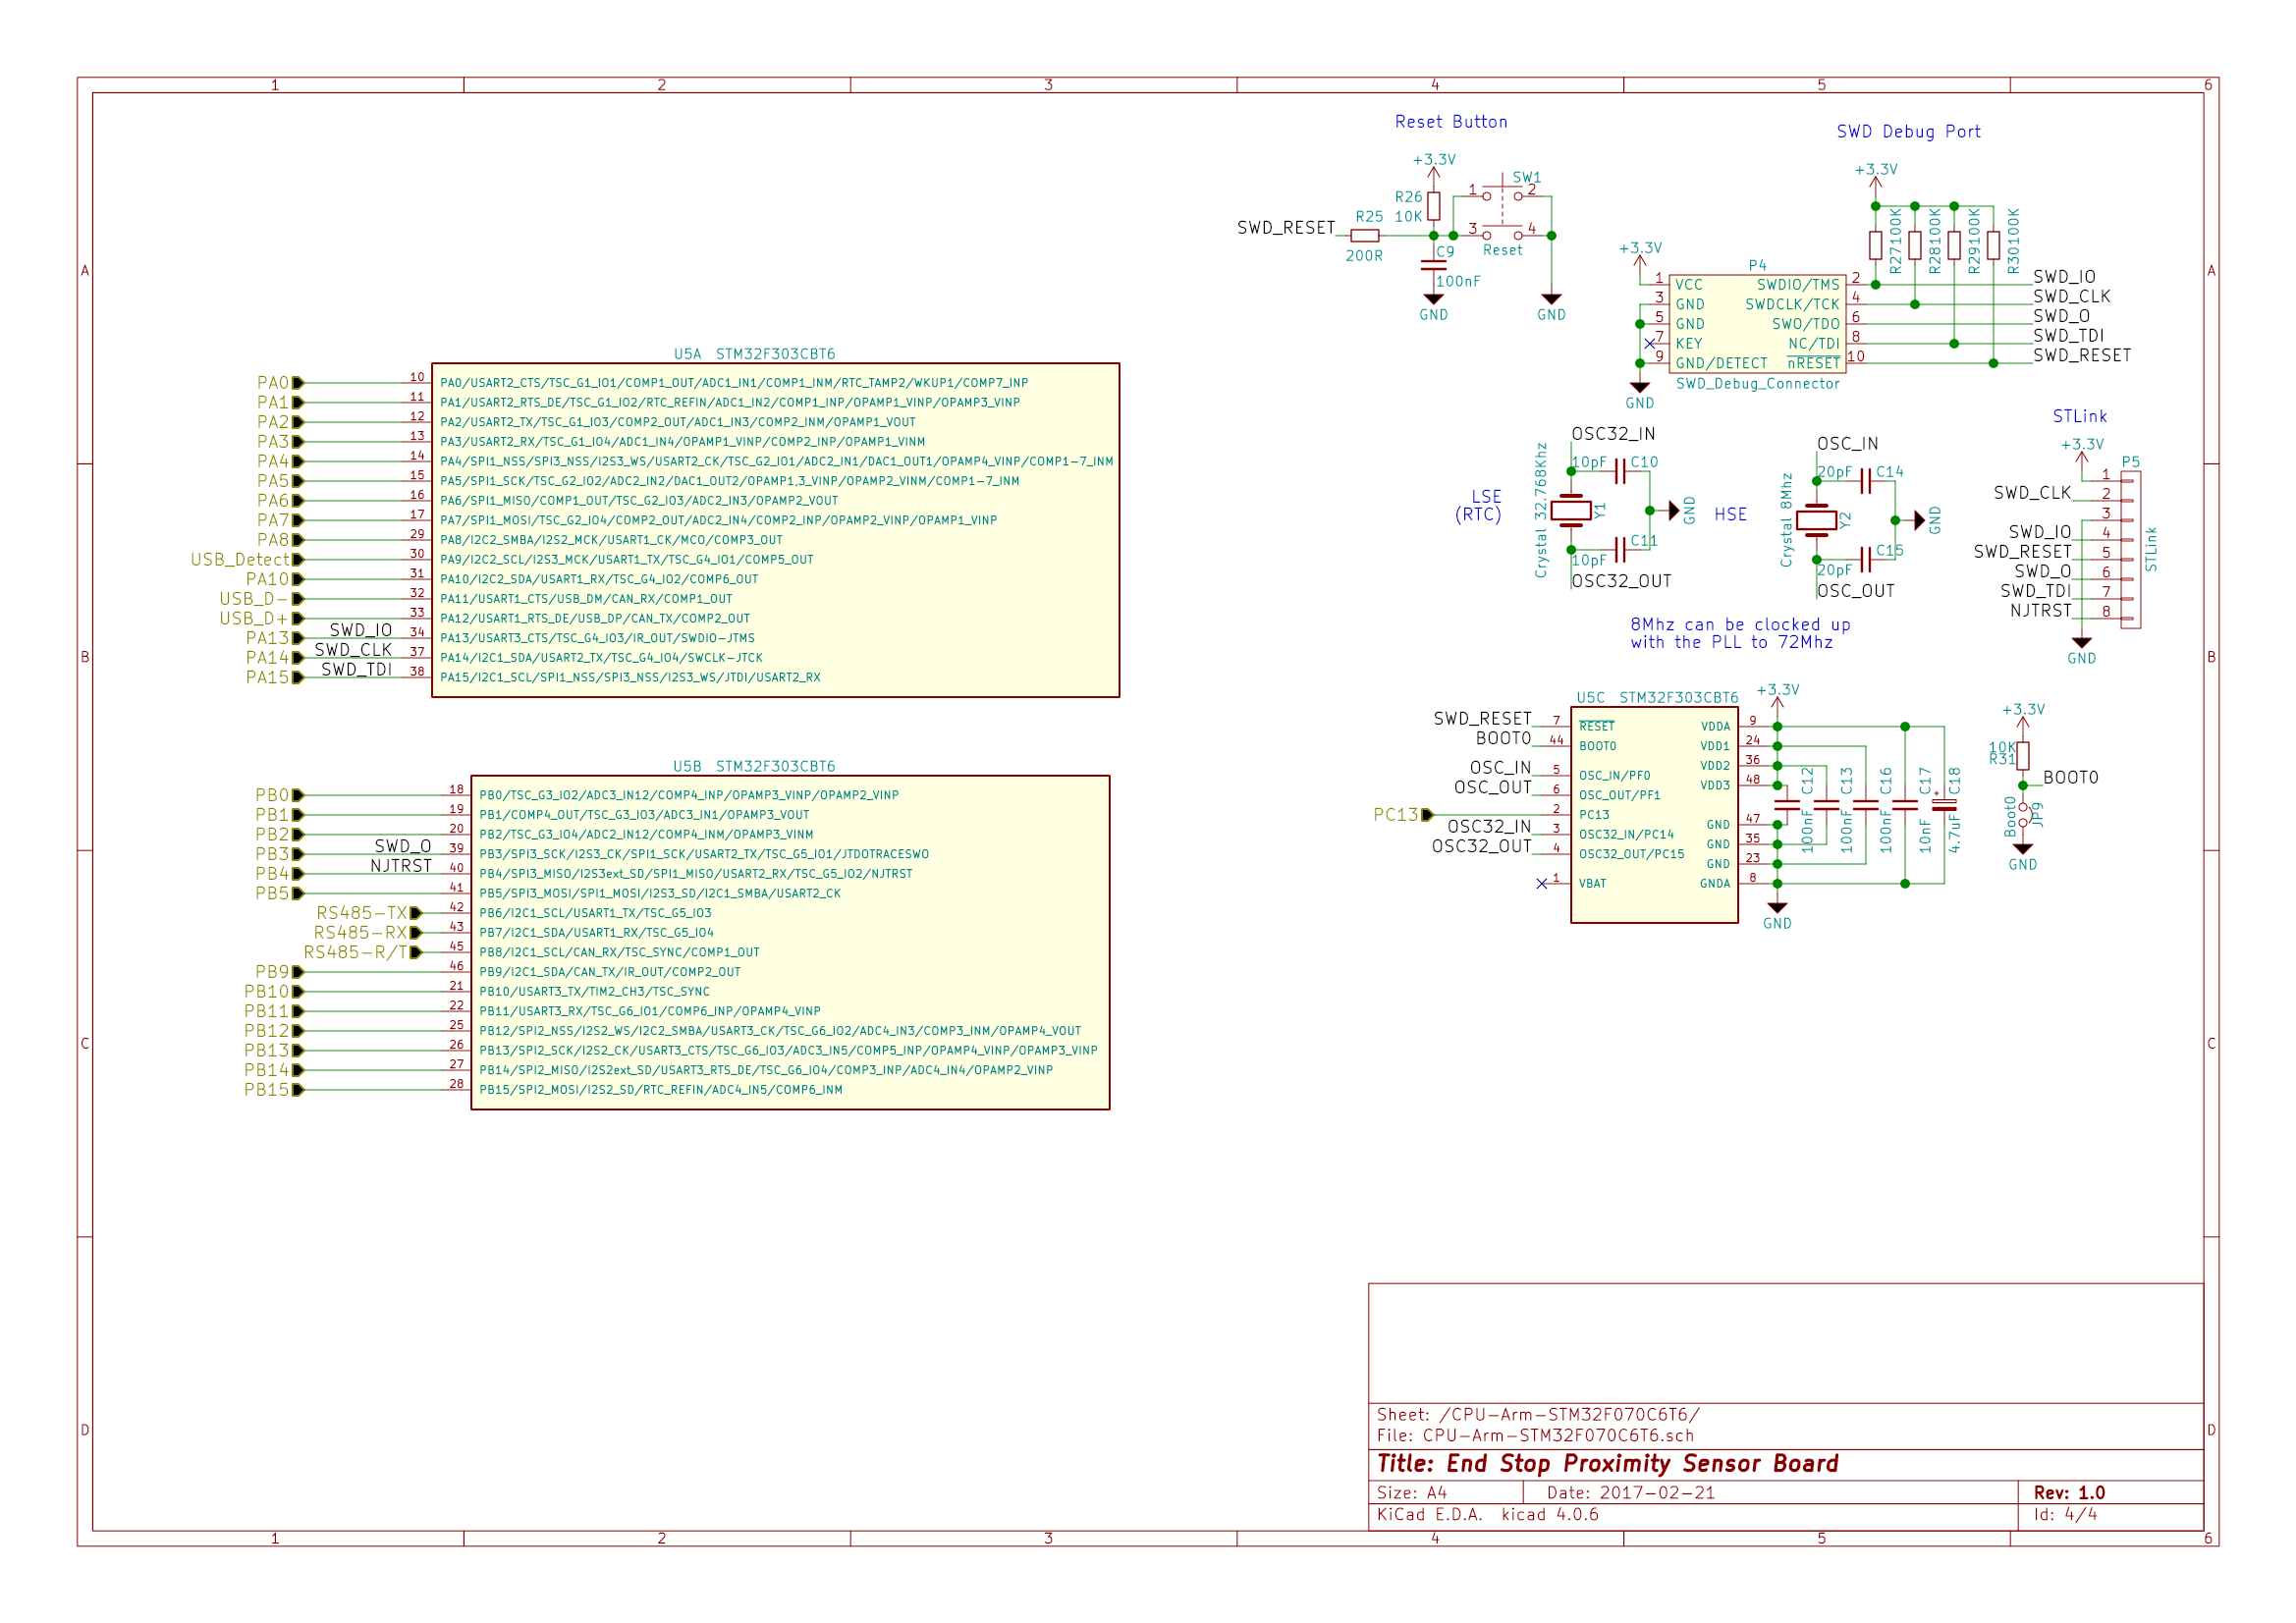 1 2 3 4 5 6
A
B
C
D
Reset Button
+3.3V
R26
10K
SWD_RESET
R25
200R
C9
100nF
GND
SW1
1 2
3 4
Reset
GND
SWD Debug Port
+3.3V
R27 100K
R28 100K
R29 100K
R30 100K
+3.3V
P4
1 VCC SWDIO/TMS 2 SWD_IO
3 GND SWDCLK/TCK 4 SWD_CLK
5 GND SWO/TDO 6 SWD_O
7 KEY NC/TDI 8 SWD_TDI
9 GND/DETECT nRESET 10 SWD_RESET
SWD_Debug_Connector
GND
U5A STM32F303CBT6
PA0 10 PA0/USART2_CTS/TSC_G1_IO1/COMP1_OUT/ADC1_IN1/COMP1_INM/RTC_TAMP2/WKUP1/COMP7_INP
PA1 11 PA1/USART2_RTS_DE/TSC_G1_IO2/RTC_REFIN/ADC1_IN2/COMP1_INP/OPAMP1_VINP/OPAMP3_VINP
PA2 12 PA2/USART2_TX/TSC_G1_IO3/COMP2_OUT/ADC1_IN3/COMP2_INM/OPAMP1_VOUT
PA3 13 PA3/USART2_RX/TSC_G1_IO4/ADC1_IN4/OPAMP1_VINP/COMP2_INP/OPAMP1_VINM
PA4 14 PA4/SPI1_NSS/SPI3_NSS/I2S3_WS/USART2_CK/TSC_G2_IO1/ADC2_IN1/DAC1_OUT1/OPAMP4_VINP/COMP1-7_INM
PA5 15 PA5/SPI1_SCK/TSC_G2_IO2/ADC2_IN2/DAC1_OUT2/OPAMP1,3_VINP/OPAMP2_VINM/COMP1-7_INM
PA6 16 PA6/SPI1_MISO/COMP1_OUT/TSC_G2_IO3/ADC2_IN3/OPAMP2_VOUT
PA7 17 PA7/SPI1_MOSI/TSC_G2_IO4/COMP2_OUT/ADC2_IN4/COMP2_INP/OPAMP2_VINP/OPAMP1_VINP
PA8 29 PA8/I2C2_SMBA/I2S2_MCK/USART1_CK/MCO/COMP3_OUT
USB_Detect 30 PA9/I2C2_SCL/I2S3_MCK/USART1_TX/TSC_G4_IO1/COMP5_OUT
PA10 31 PA10/I2C2_SDA/USART1_RX/TSC_G4_IO2/COMP6_OUT
USB_D- 32 PA11/USART1_CTS/USB_DM/CAN_RX/COMP1_OUT
USB_D+ 33 PA12/USART1_RTS_DE/USB_DP/CAN_TX/COMP2_OUT
PA13 SWD_IO 34 PA13/USART3_CTS/TSC_G4_IO3/IR_OUT/SWDIO-JTMS
PA14 SWD_CLK 37 PA14/I2C1_SDA/USART2_TX/TSC_G4_IO4/SWCLK-JTCK
PA15 SWD_TDI 38 PA15/I2C1_SCL/SPI1_NSS/SPI3_NSS/I2S3_WS/JTDI/USART2_RX
LSE
(RTC)
Crystal 32.768Khz
Y1
OSC32_IN
10pF C10
C11
10pF
OSC32_OUT
GND
HSE
Crystal 8Mhz
Y2
OSC_IN
20pF C14
C15
20pF
OSC_OUT
GND
8Mhz can be clocked up
with the PLL to 72Mhz
STLink
+3.3V
P5
1
SWD_CLK 2
3
SWD_IO 4
SWD_RESET 5
SWD_O 6
SWD_TDI 7
NJTRST 8
STLink
GND
U5B STM32F303CBT6
PB0 18 PB0/TSC_G3_IO2/ADC3_IN12/COMP4_INP/OPAMP3_VINP/OPAMP2_VINP
PB1 19 PB1/COMP4_OUT/TSC_G3_IO3/ADC3_IN1/OPAMP3_VOUT
PB2 20 PB2/TSC_G3_IO4/ADC2_IN12/COMP4_INM/OPAMP3_VINM
PB3 SWD_O 39 PB3/SPI3_SCK/I2S3_CK/SPI1_SCK/USART2_TX/TSC_G5_IO1/JTDOTRACESWO
PB4 NJTRST 40 PB4/SPI3_MISO/I2S3ext_SD/SPI1_MISO/USART2_RX/TSC_G5_IO2/NJTRST
PB5 41 PB5/SPI3_MOSI/SPI1_MOSI/I2S3_SD/I2C1_SMBA/USART2_CK
RS485-TX 42 PB6/I2C1_SCL/USART1_TX/TSC_G5_IO3
RS485-RX 43 PB7/I2C1_SDA/USART1_RX/TSC_G5_IO4
RS485-R/T 45 PB8/I2C1_SCL/CAN_RX/TSC_SYNC/COMP1_OUT
PB9 46 PB9/I2C1_SDA/CAN_TX/IR_OUT/COMP2_OUT
PB10 21 PB10/USART3_TX/TIM2_CH3/TSC_SYNC
PB11 22 PB11/USART3_RX/TSC_G6_IO1/COMP6_INP/OPAMP4_VINP
PB12 25 PB12/SPI2_NSS/I2S2_WS/I2C2_SMBA/USART3_CK/TSC_G6_IO2/ADC4_IN3/COMP3_INM/OPAMP4_VOUT
PB13 26 PB13/SPI2_SCK/I2S2_CK/USART3_CTS/TSC_G6_IO3/ADC3_IN5/COMP5_INP/OPAMP4_VINP/OPAMP3_VINP
PB14 27 PB14/SPI2_MISO/I2S2ext_SD/USART3_RTS_DE/TSC_G6_IO4/COMP3_INP/ADC4_IN4/OPAMP2_VINP
PB15 28 PB15/SPI2_MOSI/I2S2_SD/RTC_REFIN/ADC4_IN5/COMP6_INM
U5C STM32F303CBT6
+3.3V
SWD_RESET 7 RESET VDDA 9
BOOT0 44 BOOT0 VDD1 24
VDD2 36
OSC_IN 5 OSC_IN/PF0 VDD3 48
OSC_OUT 6 OSC_OUT/PF1
PC13 2 PC13 GND 47
OSC32_IN 3 OSC32_IN/PC14 GND 35
OSC32_OUT 4 OSC32_OUT/PC15 GND 23
1 VBAT GNDA 8
100nF C12
100nF C13
100nF C16
10nF C17
4.7uF C18
+
GND
+3.3V
10K
R31
BOOT0
Boot0
JP9
GND
Sheet: /CPU-Arm-STM32F070C6T6/
File: CPU-Arm-STM32F070C6T6.sch
Title: End Stop Proximity Sensor Board
Size: A4 Date: 2017-02-21 Rev: 1.0
KiCad E.D.A. kicad 4.0.6 Id: 4/4
A
B
C
D
1 2 3 4 5 6